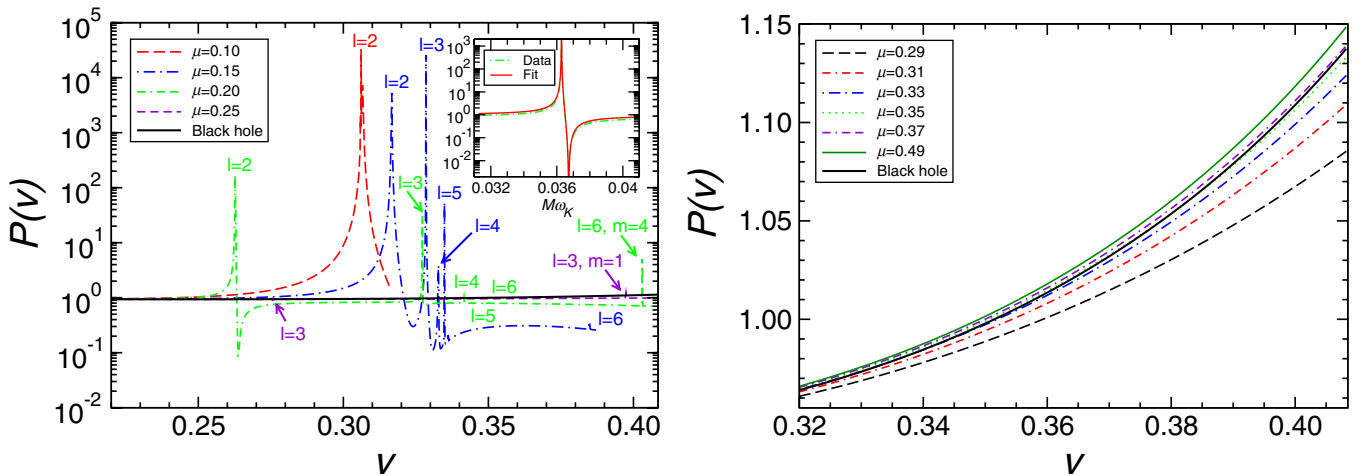 10^5
10^4
10^3
10^2
10^1
10^0
10^-1
10^-2
P(v)
μ=0.10
μ=0.15
μ=0.20
μ=0.25
Black hole
l=2
l=2
l=2
l=3
l=3
l=5
l=4
l=6, m=4
l=3, m=1
l=4
l=6
l=5
l=6
l=3
Data
Fit
10^3
10^2
10^1
10^0
10^-1
10^-2
0.031 0.036 0.041
Mω_K
0.25 0.30 0.35 0.40
v
1.15
1.10
1.05
1.00
P(v)
μ=0.29
μ=0.31
μ=0.33
μ=0.35
μ=0.37
μ=0.49
Black hole
0.32 0.34 0.36 0.38 0.40
v